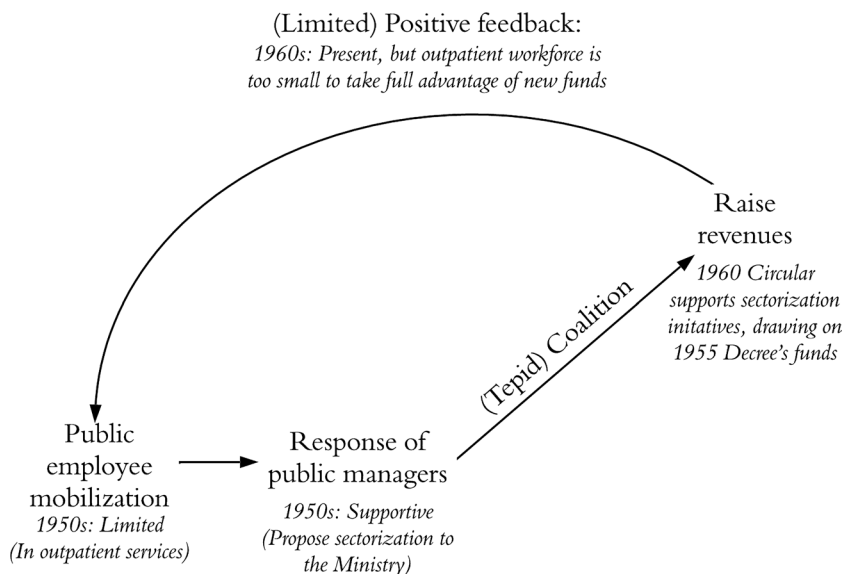 (Limited) Positive feedback:
1960s: Present, but outpatient workforce is
too small to take full advantage of new funds
Raise
revenues
1960 Circular
supports sectorization
initatives, drawing on
1955 Decree's funds
(Tepid) Coalition
Public
employee
mobilization
1950s: Limited
(In outpatient services)
Response of
public managers
1950s: Supportive
(Propose sectorization to
the Ministry)